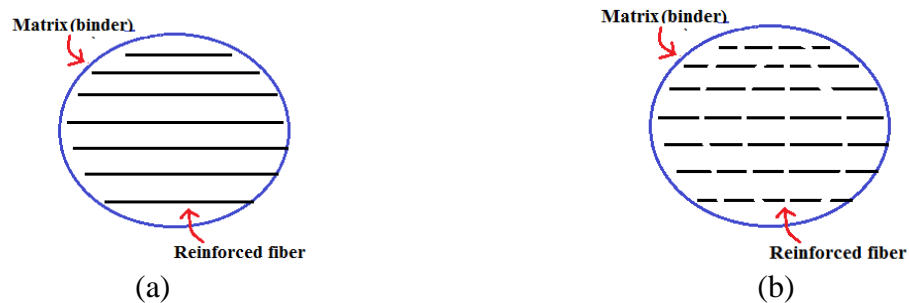 Matrix(binder)
Reinforced fiber
(a)
Matrix(binder)
Reinforced fiber
(b)